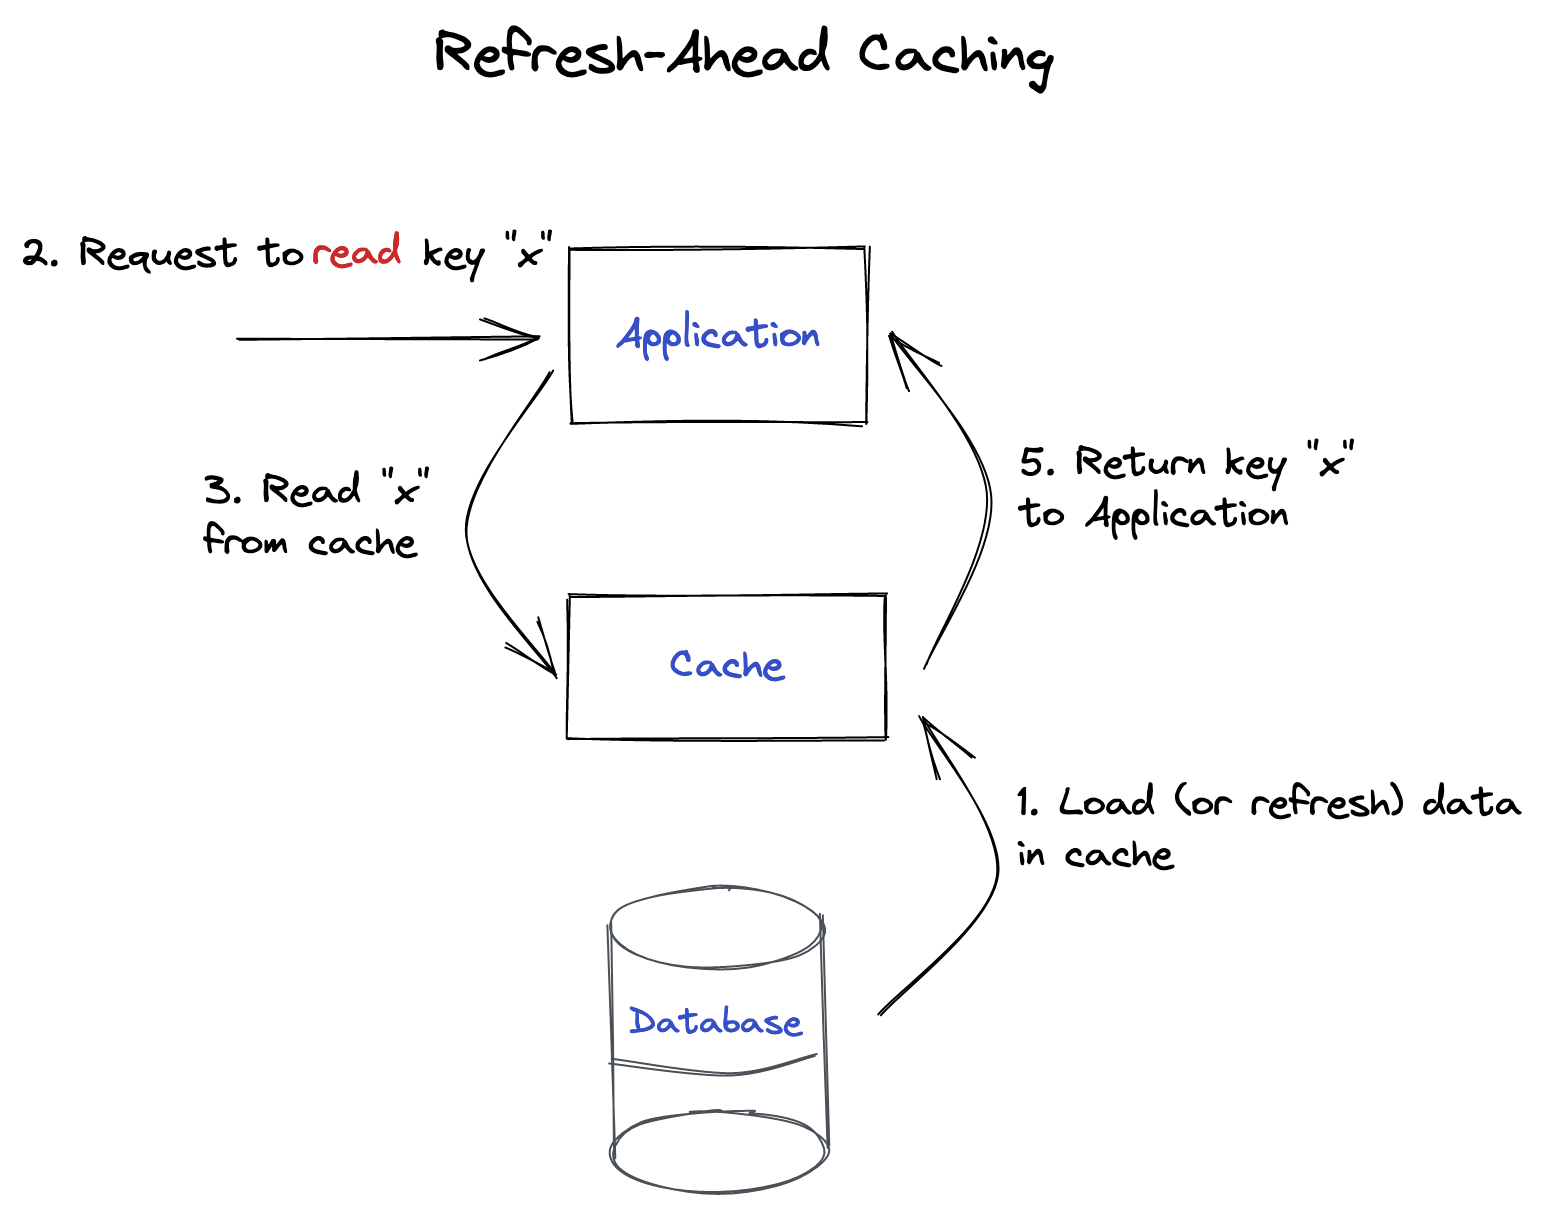 Refresh-Ahead Caching
2. Request to read key "x"
Application
3. Read "x"
from cache
5. Return key "x"
to Application
Cache
1. Load (or refresh) data
in cache
Database